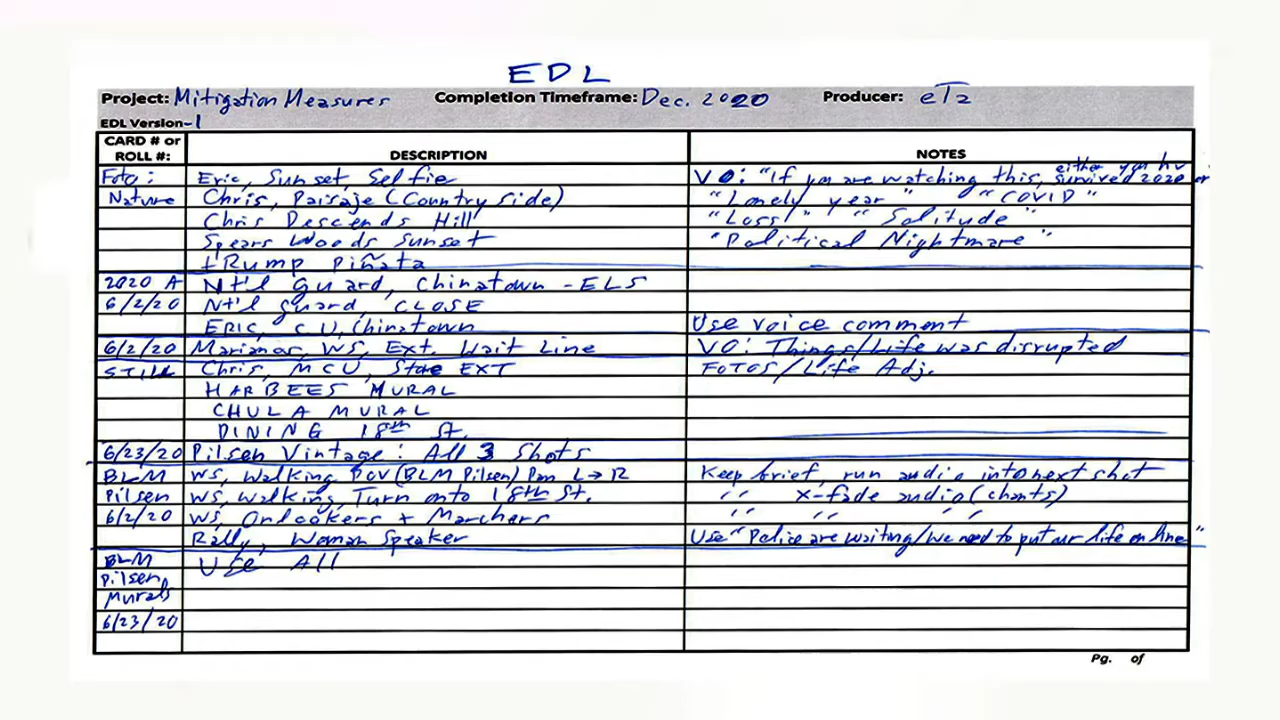 EDL
Project: Mitigation Measures Completion Timeframe: Dec. 2020 Producer: eT2
EDL Version-1
CARD # or ROLL #: DESCRIPTION NOTES
Foto: Eric, Sunset, Selfie VO: "If you are watching this, either you hv survived 2020 or
Nature Chris, Paisaje (Country side) "Lonely year" "COVID"
Chris Descends Hill "Loss" "Solitude"
Spears Woods Sunset "Political Nightmare"
tRump Piñata
2020 A Nt'l guard, Chinatown - ELS
6/2/20 Nt'l guard, CLOSE
ERIC, CU, Chinatown Use voice comment
6/2/20 Marianos, WS, Ext. Wait Line VO: Things/Life was disrupted
STILL Chris, MCU, Store EXT FOTOS/Life Adj.
HARBEES MURAL
CHULA MURAL
DINING 18th St.
6/23/20 Pilsen Vintage: All 3 Shots
BLM WS, Walking POV (BLM Pilsen) Pan L→R Keep brief, run audio into next shot
Pilsen WS, Walking, Turn onto 18th St. " x-fade audio (chants)
6/2/20 WS, Onlookers + Marchers " " "
Rally, Woman Speaker Use "Police are waiting/We need to put our life on line"
BLM Use All
Pilsen,
Murals
6/23/20
Pg. of